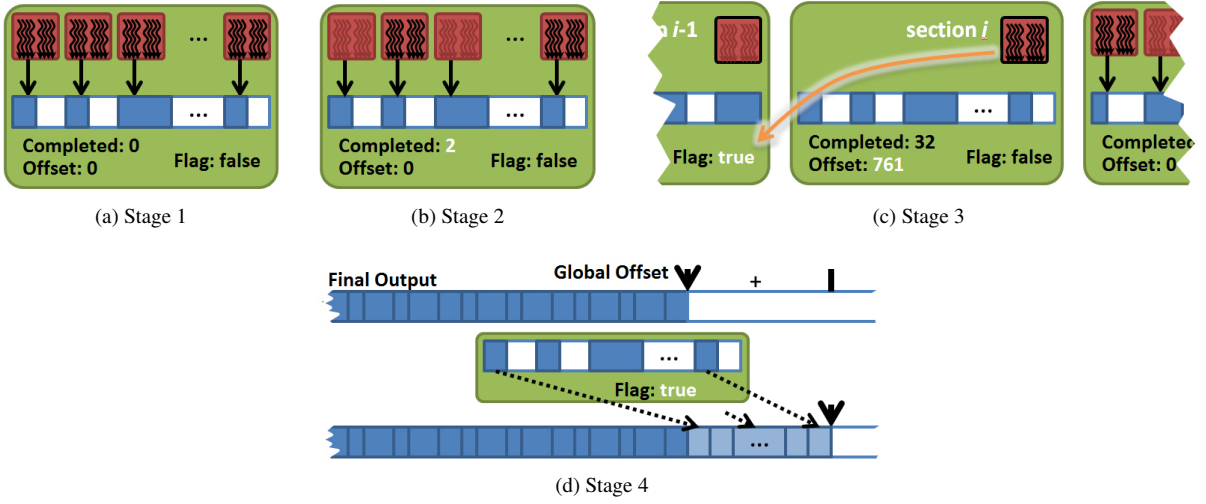 ...
...
Completed: 0
Offset: 0
Flag: false
(a) Stage 1
...
...
Completed: 2
Offset: 0
Flag: false
(b) Stage 2
n i-1
Flag: true
section i
...
Completed: 32
Offset: 761
Flag: false
Completed
Offset: 0
(c) Stage 3
Final Output
Global Offset
+
...
Flag: true
...
(d) Stage 4